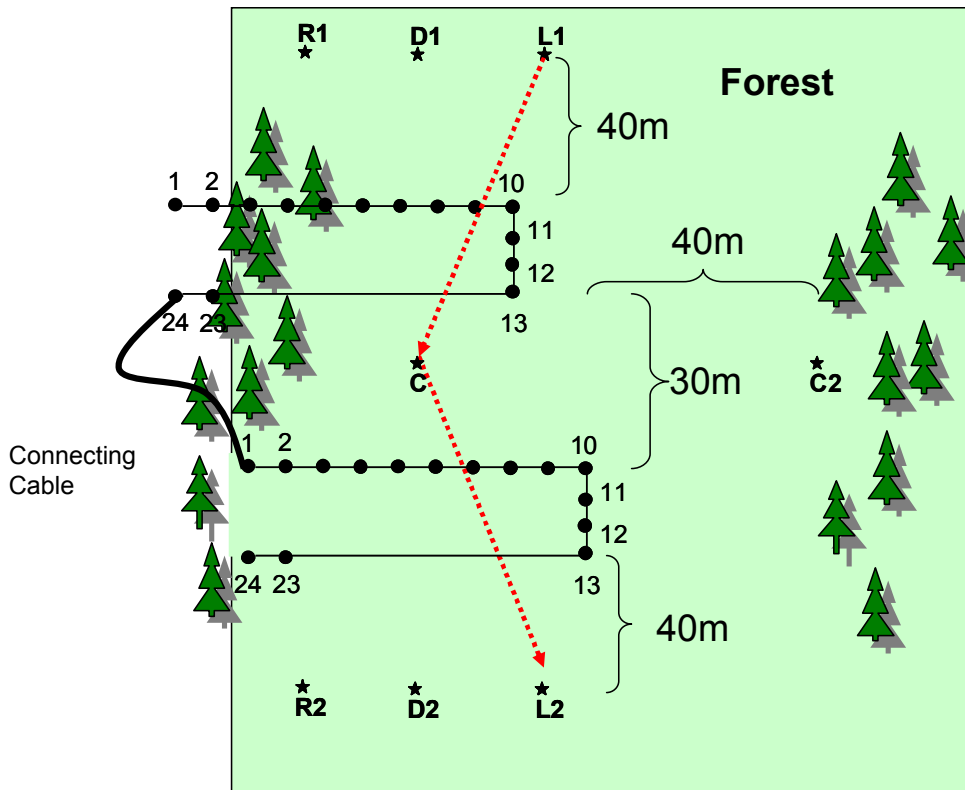 R1 D1 L1
Forest
40m
1 2 10
11
40m
12
24 23 13
30m
C C2
1 2 10
Connecting
Cable
11
12
24 23 13
40m
R2 D2 L2